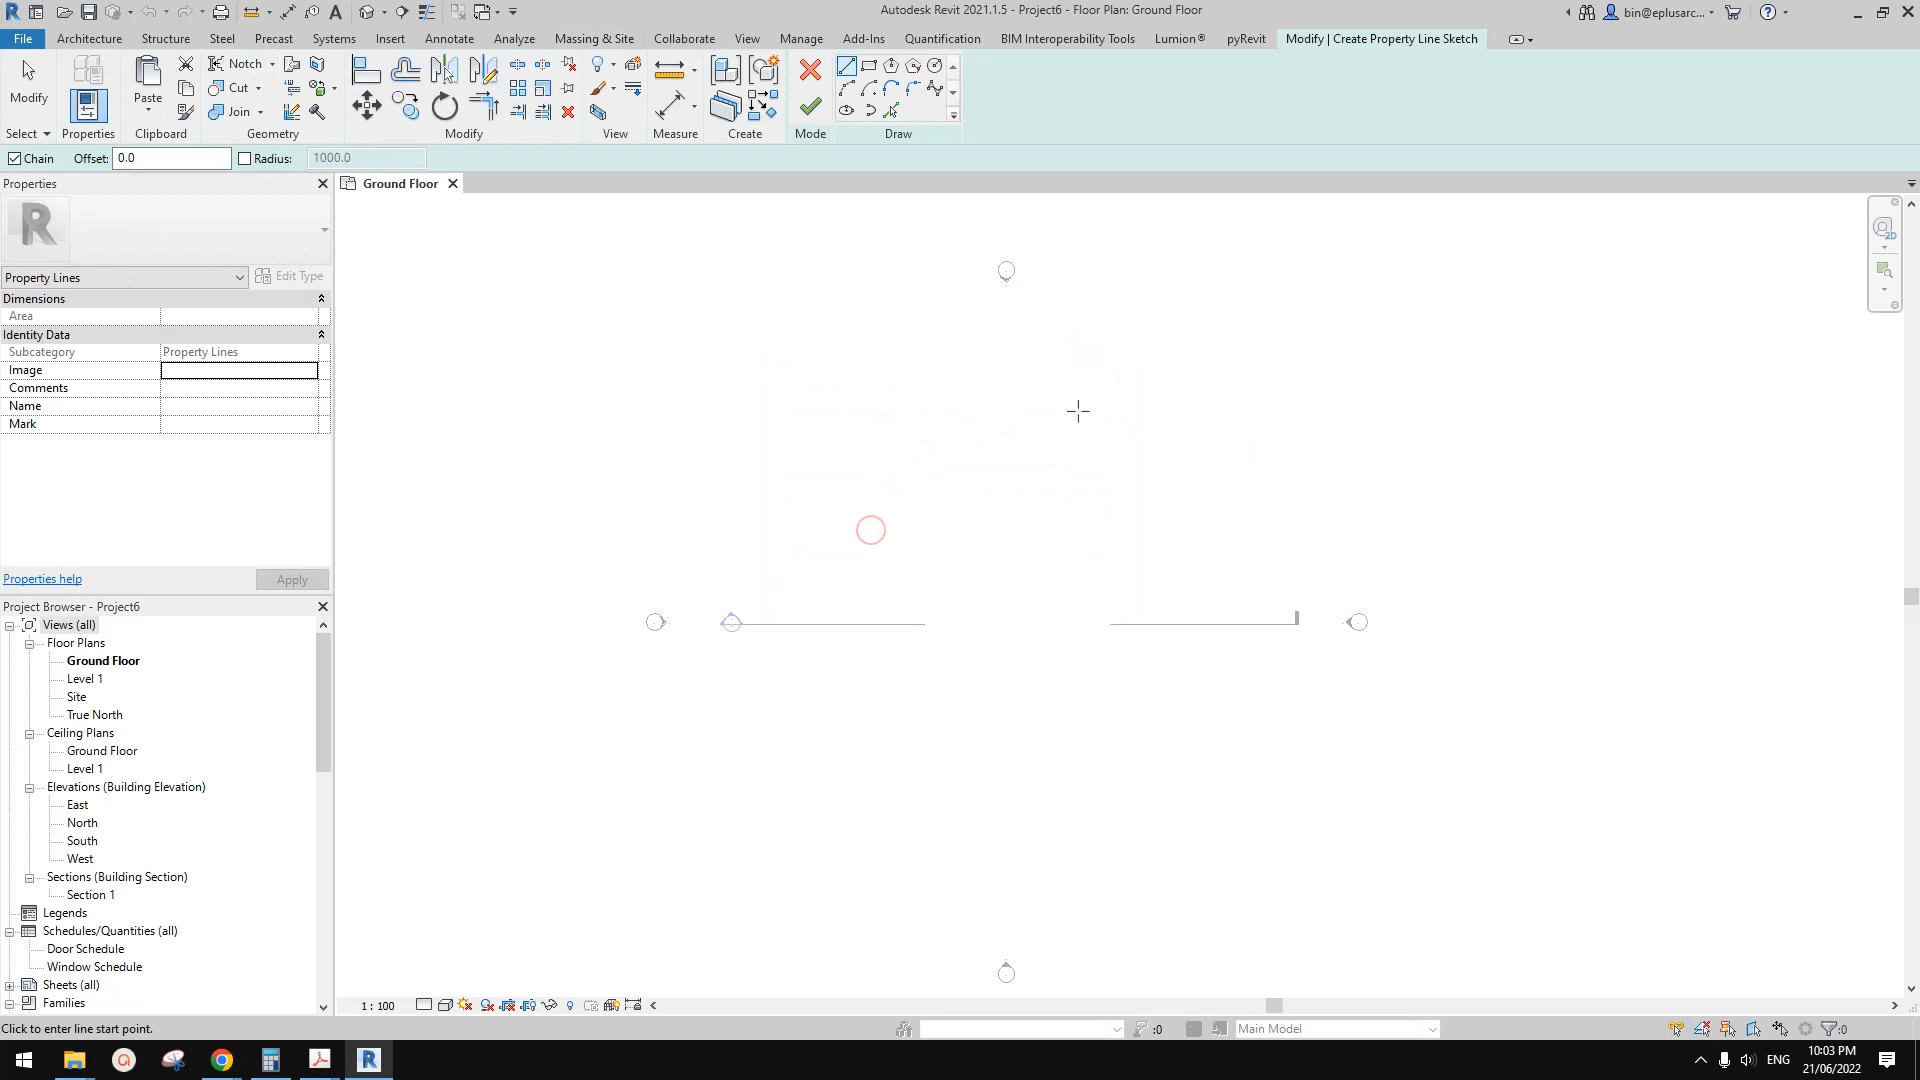 Autodesk Revit 2021.1.5 - Project6 - Floor Plan: Ground Floor
bin@eplusarc...
File Architecture Structure Steel Precast Systems Insert Annotate Analyze Massing & Site Collaborate View Manage Add-Ins Quantification BIM Interoperability Tools Lumion® pyRevit Modify | Create Property Line Sketch
Notch
Cut
Join
Modify
Paste
2D
Select Properties Clipboard Geometry Modify View Measure Create Mode Draw
Chain Offset: 0.0 Radius: 1000.0
Properties
Ground Floor
R
Property Lines
Edit Type
Dimensions
Area
Identity Data
Subcategory Property Lines
Image
Comments
Name
Mark
Properties help
Apply
Project Browser - Project6
Views (all)
Floor Plans
Ground Floor
Level 1
Site
True North
Ceiling Plans
Ground Floor
Level 1
Elevations (Building Elevation)
East
North
South
West
Sections (Building Section)
Section 1
Legends
Schedules/Quantities (all)
Door Schedule
Window Schedule
Sheets (all)
Families
1 : 100
Click to enter line start point.
:0
Main Model
:0
ENG
10:03 PM
21/06/2022